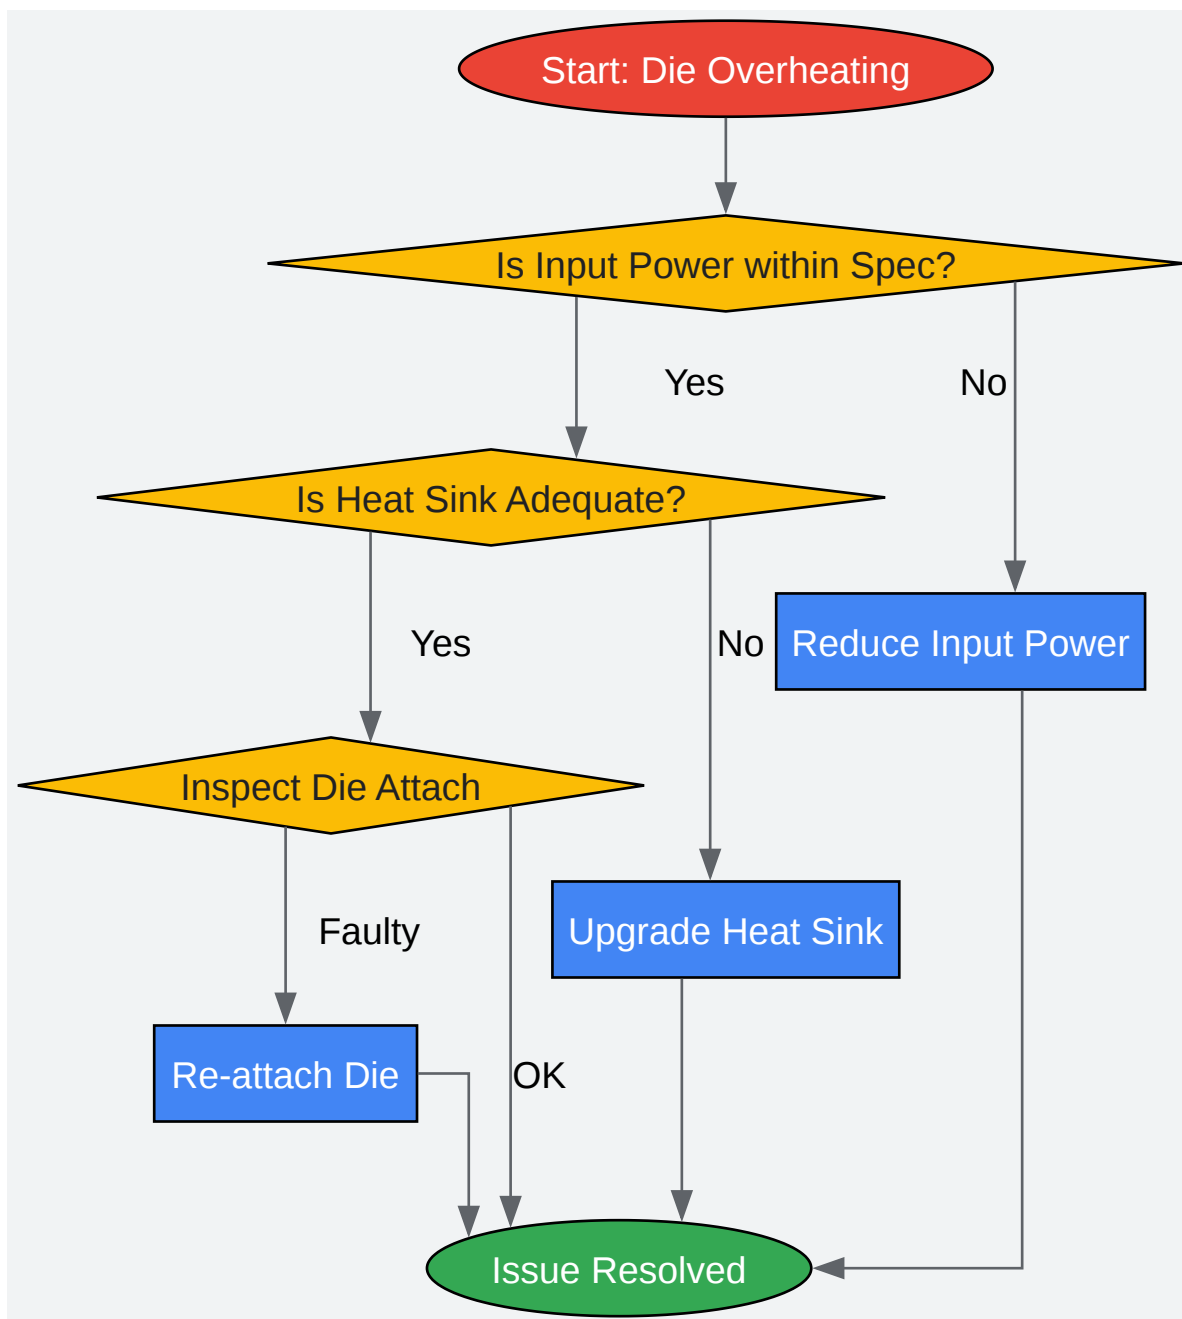 Start: Die Overheating
Is Input Power within Spec?
Yes
No
Is Heat Sink Adequate?
Yes
No
Reduce Input Power
Inspect Die Attach
Faulty
Upgrade Heat Sink
Re-attach Die
OK
Issue Resolved